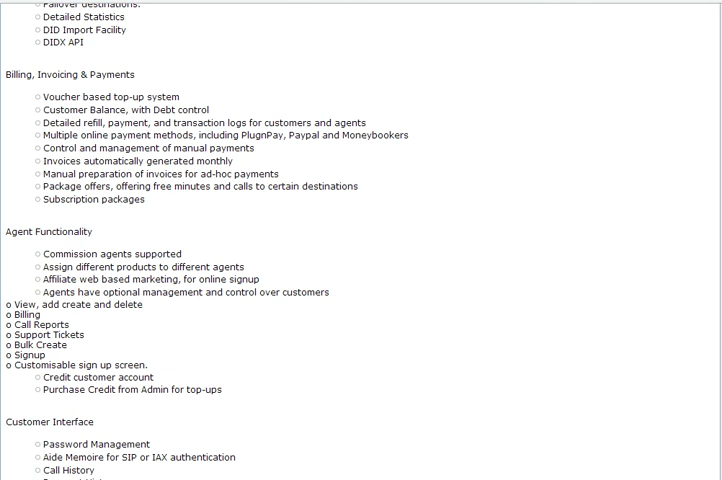 Failover destinations.
Detailed Statistics
DID Import Facility
DIDX API
Billing, Invoicing & Payments
Voucher based top-up system
Customer Balance, with Debt control
Detailed refill, payment, and transaction logs for customers and agents
Multiple online payment methods, including PlugnPay, Paypal and Moneybookers
Control and management of manual payments
Invoices automatically generated monthly
Manual preparation of invoices for ad-hoc payments
Package offers, offering free minutes and calls to certain destinations
Subscription packages
Agent Functionality
Commission agents supported
Assign different products to different agents
Affiliate web based marketing, for online signup
Agents have optional management and control over customers
o View, add create and delete
o Billing
o Call Reports
o Support Tickets
o Bulk Create
o Signup
o Customisable sign up screen.
Credit customer account
Purchase Credit from Admin for top-ups
Customer Interface
Password Management
Aide Memoire for SIP or IAX authentication
Call History